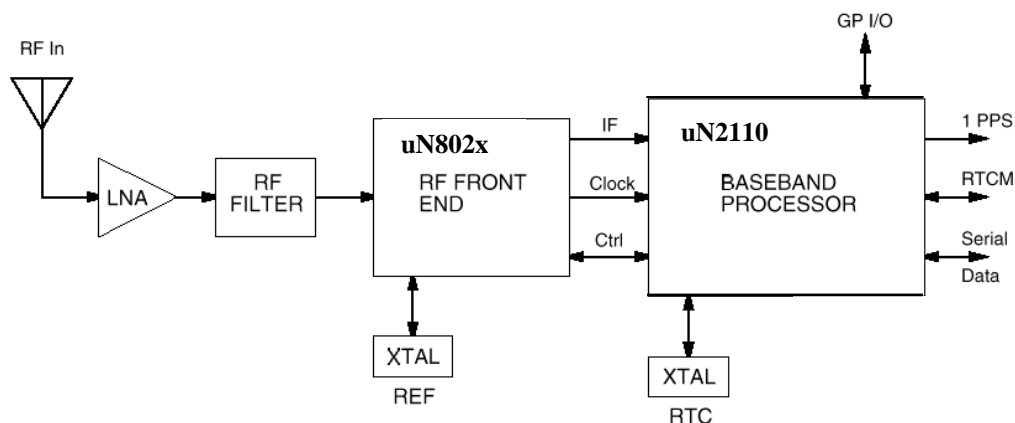 GP I/O
RF In
uN802x
RF FRONT
END
IF
Clock
Ctrl
uN2110
BASEBAND
PROCESSOR
1 PPS
RTCM
Serial
Data
LNA
RF
FILTER
XTAL
REF
XTAL
RTC